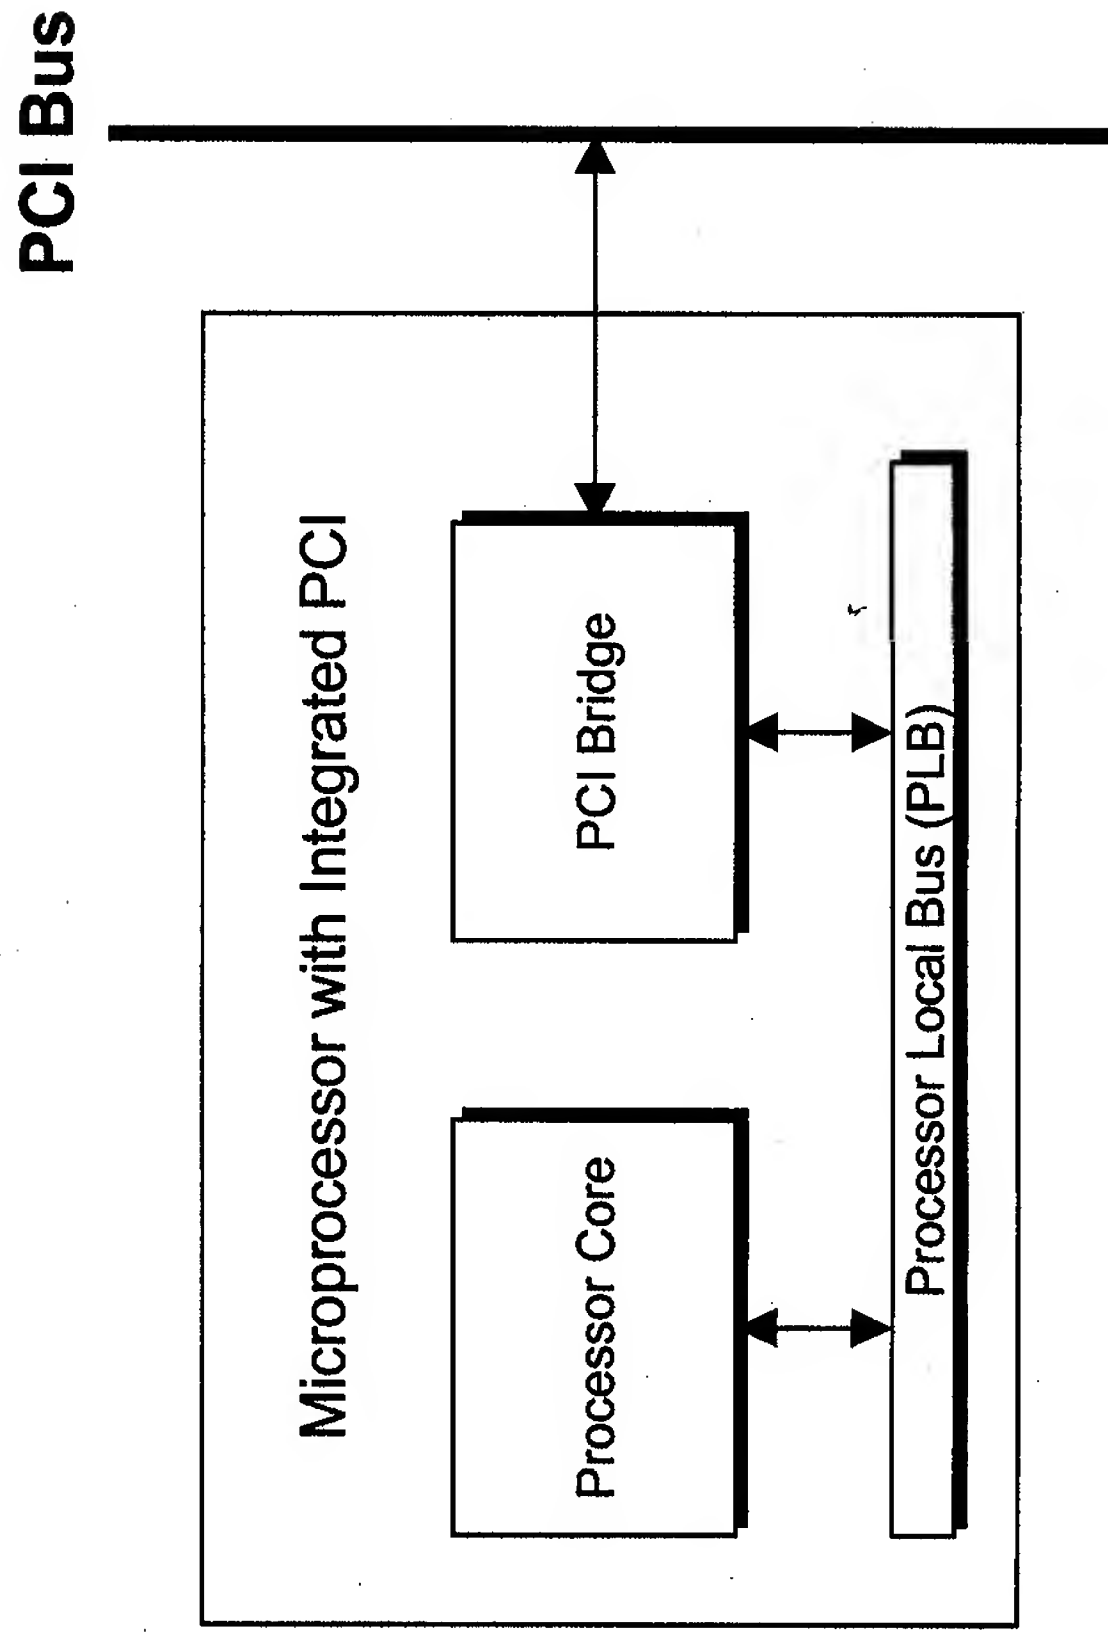 PCI Bus
Microprocessor with Integrated PCI
Processor Core
PCI Bridge
Processor Local Bus (PLB)